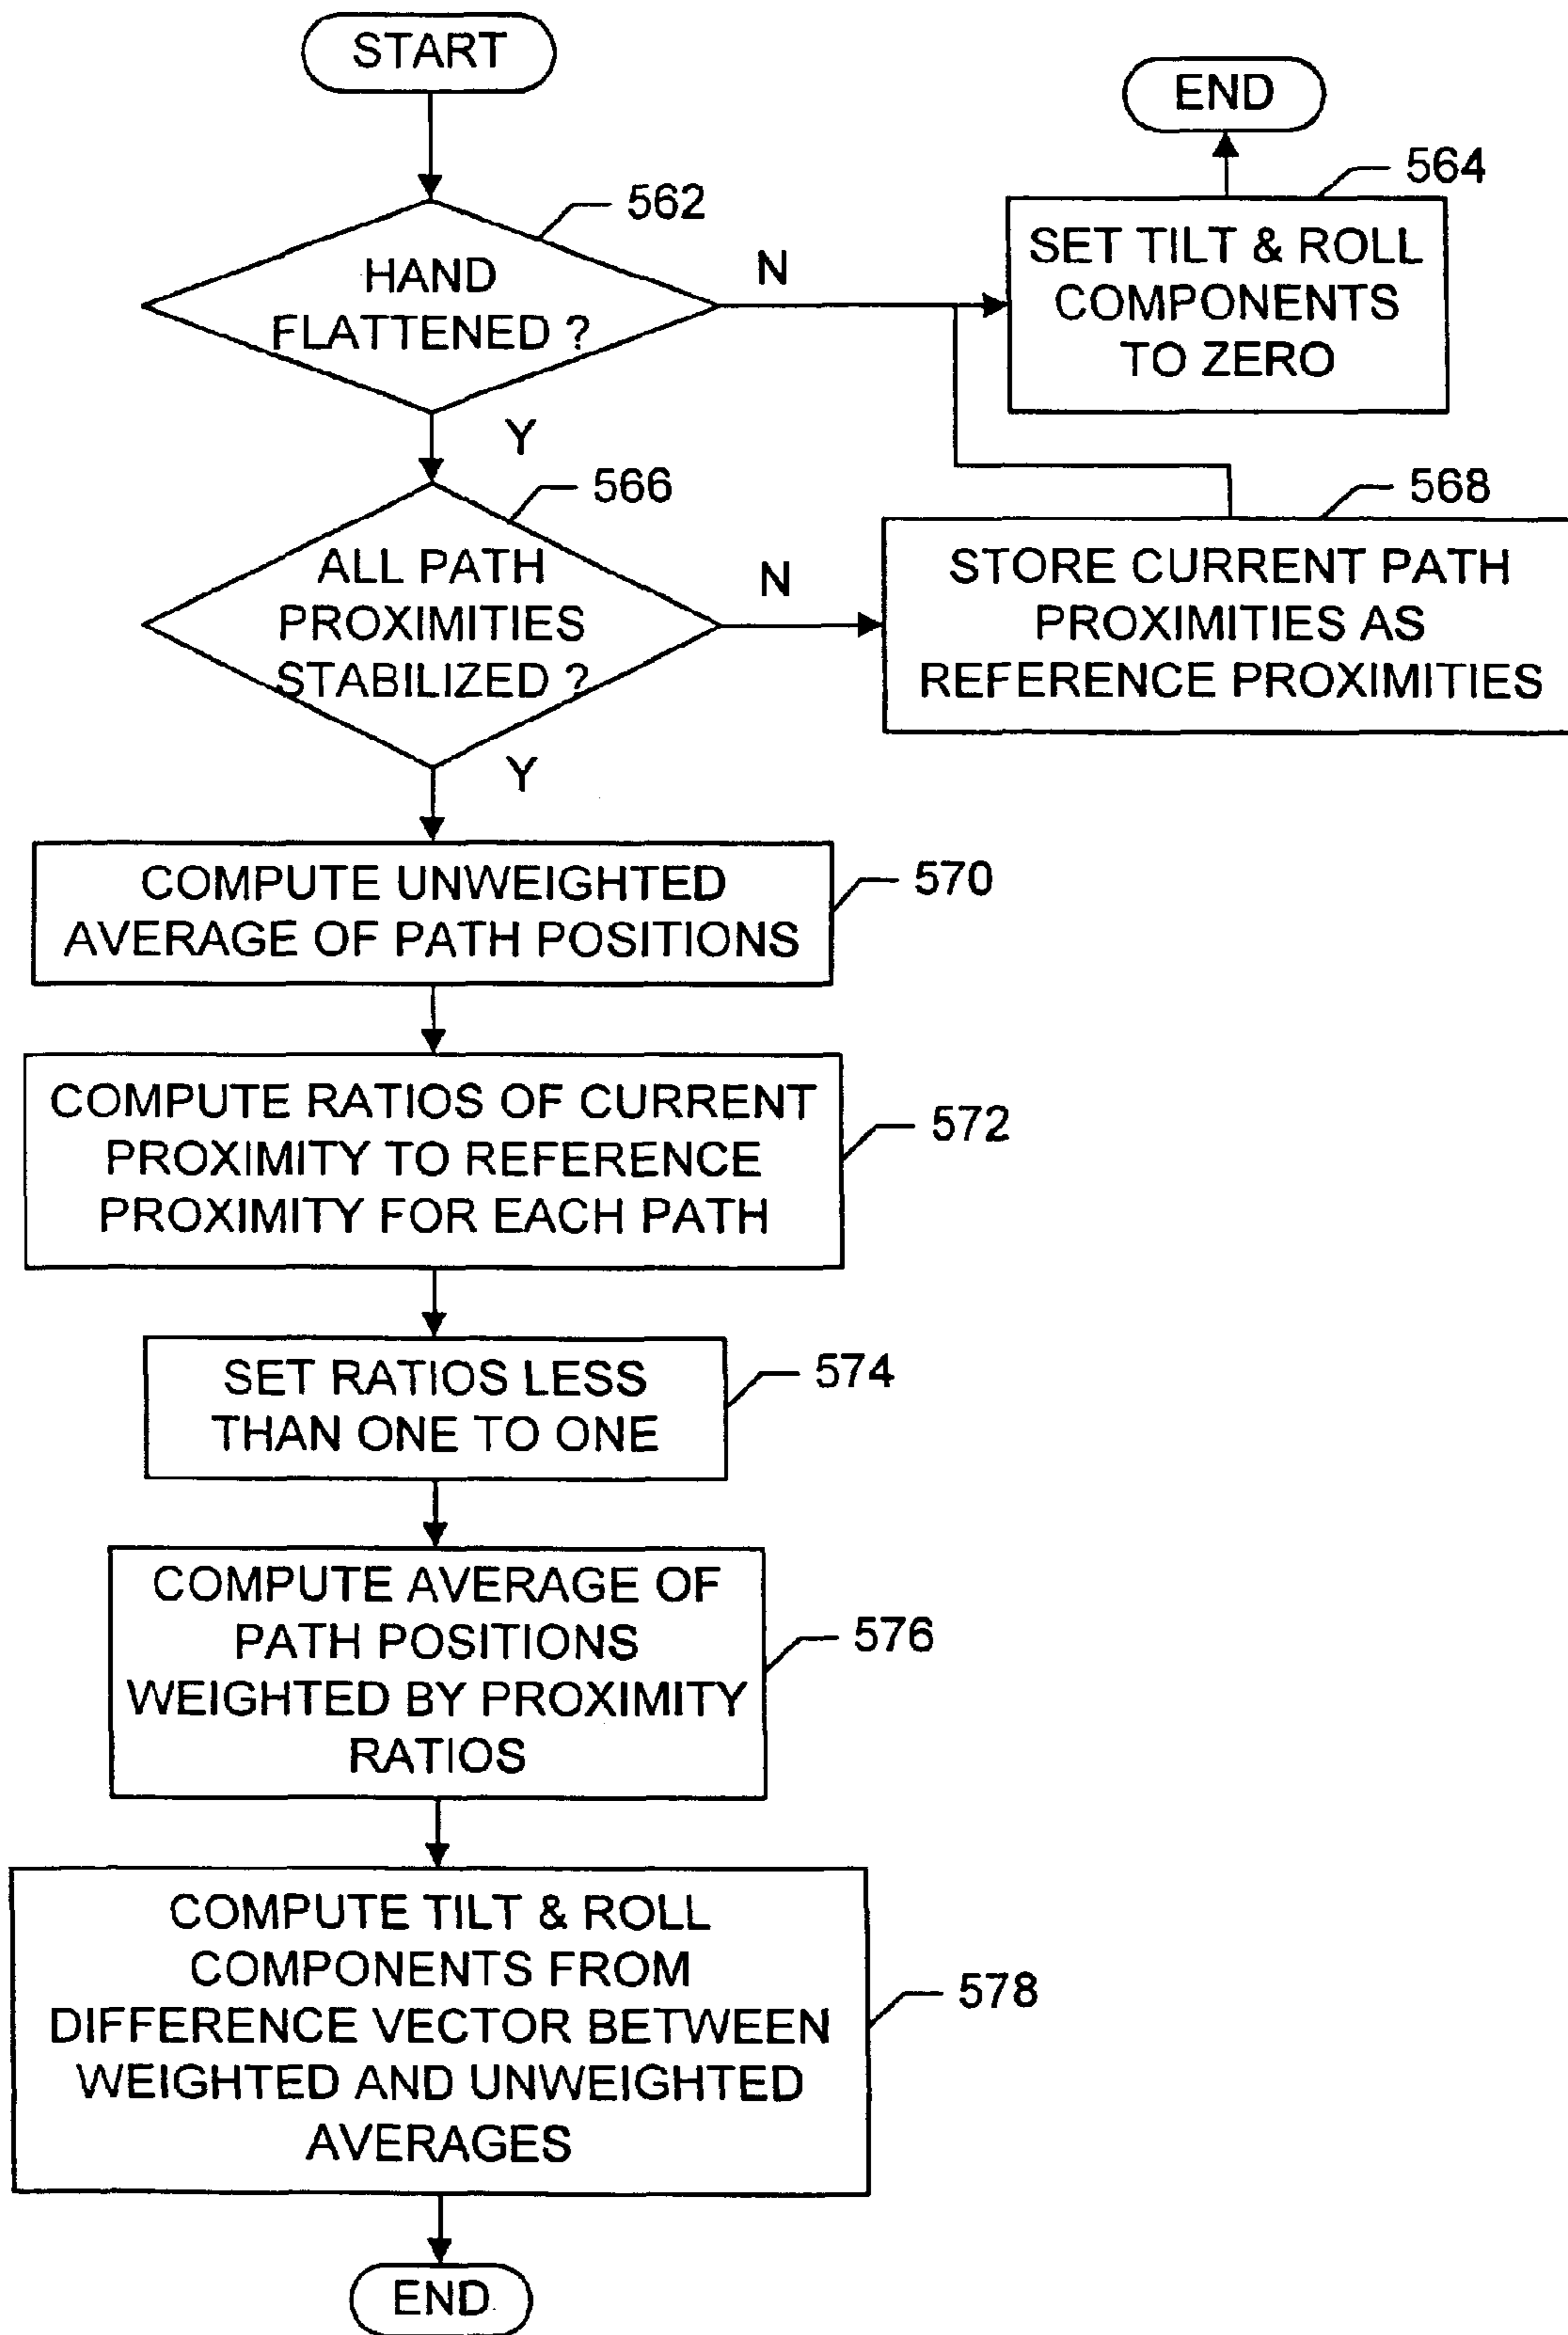 START
END
562
564
HAND
FLATTENED ?
N
SET TILT & ROLL
COMPONENTS
TO ZERO
Y
566
568
ALL PATH
PROXIMITIES
STABILIZED ?
N
STORE CURRENT PATH
PROXIMITIES AS
REFERENCE PROXIMITIES
Y
COMPUTE UNWEIGHTED
AVERAGE OF PATH POSITIONS
570
COMPUTE RATIOS OF CURRENT
PROXIMITY TO REFERENCE
PROXIMITY FOR EACH PATH
572
SET RATIOS LESS
THAN ONE TO ONE
574
COMPUTE AVERAGE OF
PATH POSITIONS
WEIGHTED BY PROXIMITY
RATIOS
576
COMPUTE TILT & ROLL
COMPONENTS FROM
DIFFERENCE VECTOR BETWEEN
WEIGHTED AND UNWEIGHTED
AVERAGES
578
END